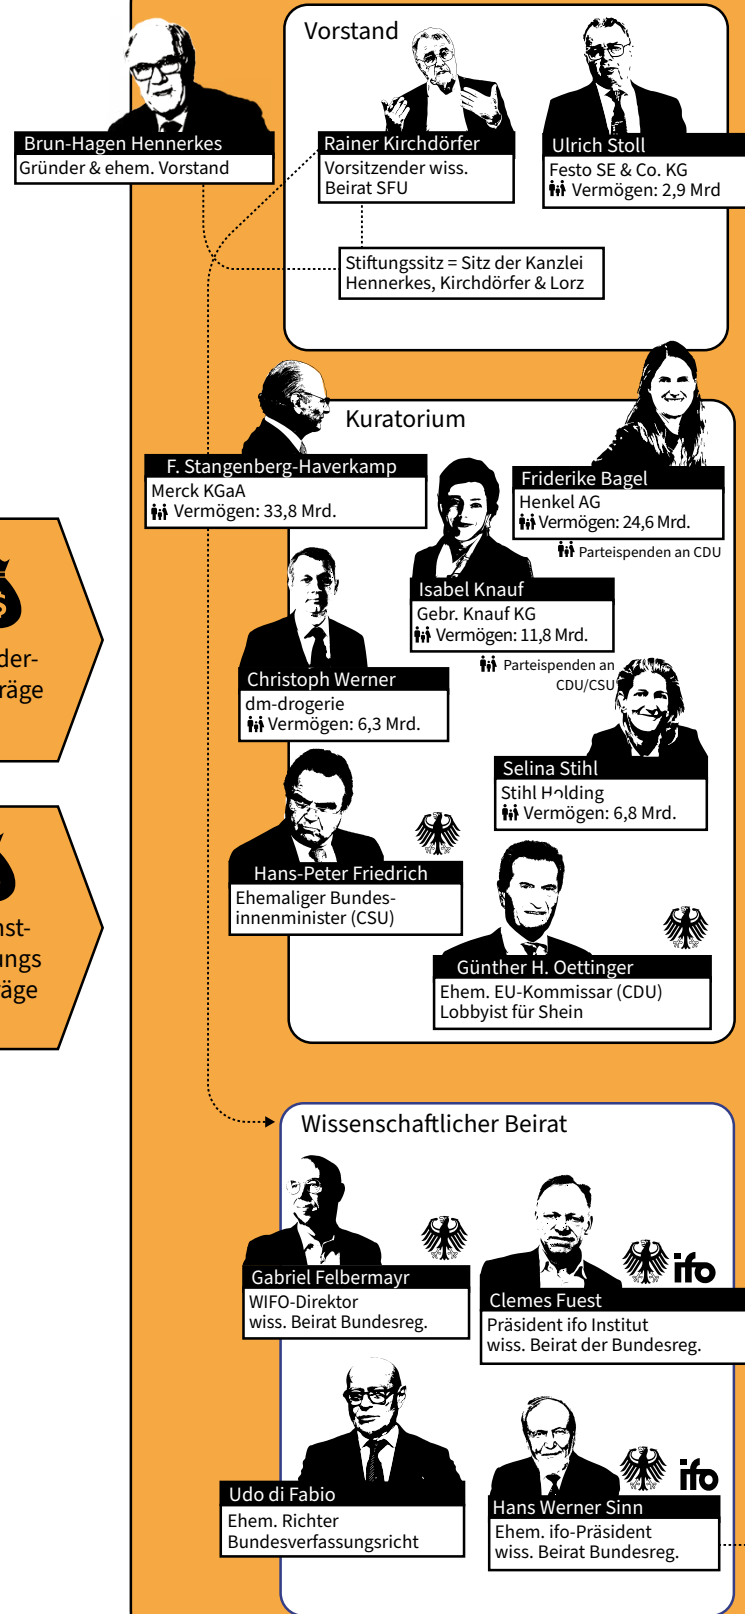 Vorstand
Brun-Hagen Hennerkes
Gründer & ehem. Vorstand
Rainer Kirchdörfer
Vorsitzender wiss.
Beirat SFU
Ulrich Stoll
Festo SE & Co. KG
Vermögen: 2,9 Mrd
Stiftungssitz = Sitz der Kanzlei
Hennerkes, Kirchdörfer & Lorz
Kuratorium
F. Stangenberg-Haverkamp
Merck KGaA
Vermögen: 33,8 Mrd.
Friderike Bagel
Henkel AG
Vermögen: 24,6 Mrd.
Parteispenden an CDU
Isabel Knauf
Gebr. Knauf KG
Vermögen: 11,8 Mrd.
Parteispenden an
CDU/CSU
Christoph Werner
dm-drogerie
Vermögen: 6,3 Mrd.
Selina Stihl
Stihl Holding
Vermögen: 6,8 Mrd.
Hans-Peter Friedrich
Ehemaliger Bundes-
innenminister (CSU)
Günther H. Oettinger
Ehem. EU-Kommissar (CDU)
Lobbyist für Shein
$
der-
räge
nst-
ungs
räge
Wissenschaftlicher Beirat
Gabriel Felbermayr
WIFO-Direktor
wiss. Beirat Bundesreg.
ifo
Clemes Fuest
Präsident ifo Institut
wiss. Beirat der Bundesreg.
Udo di Fabio
Ehem. Richter
Bundesverfassungsricht
ifo
Hans Werner Sinn
Ehem. ifo-Präsident
wiss. Beirat Bundesreg.